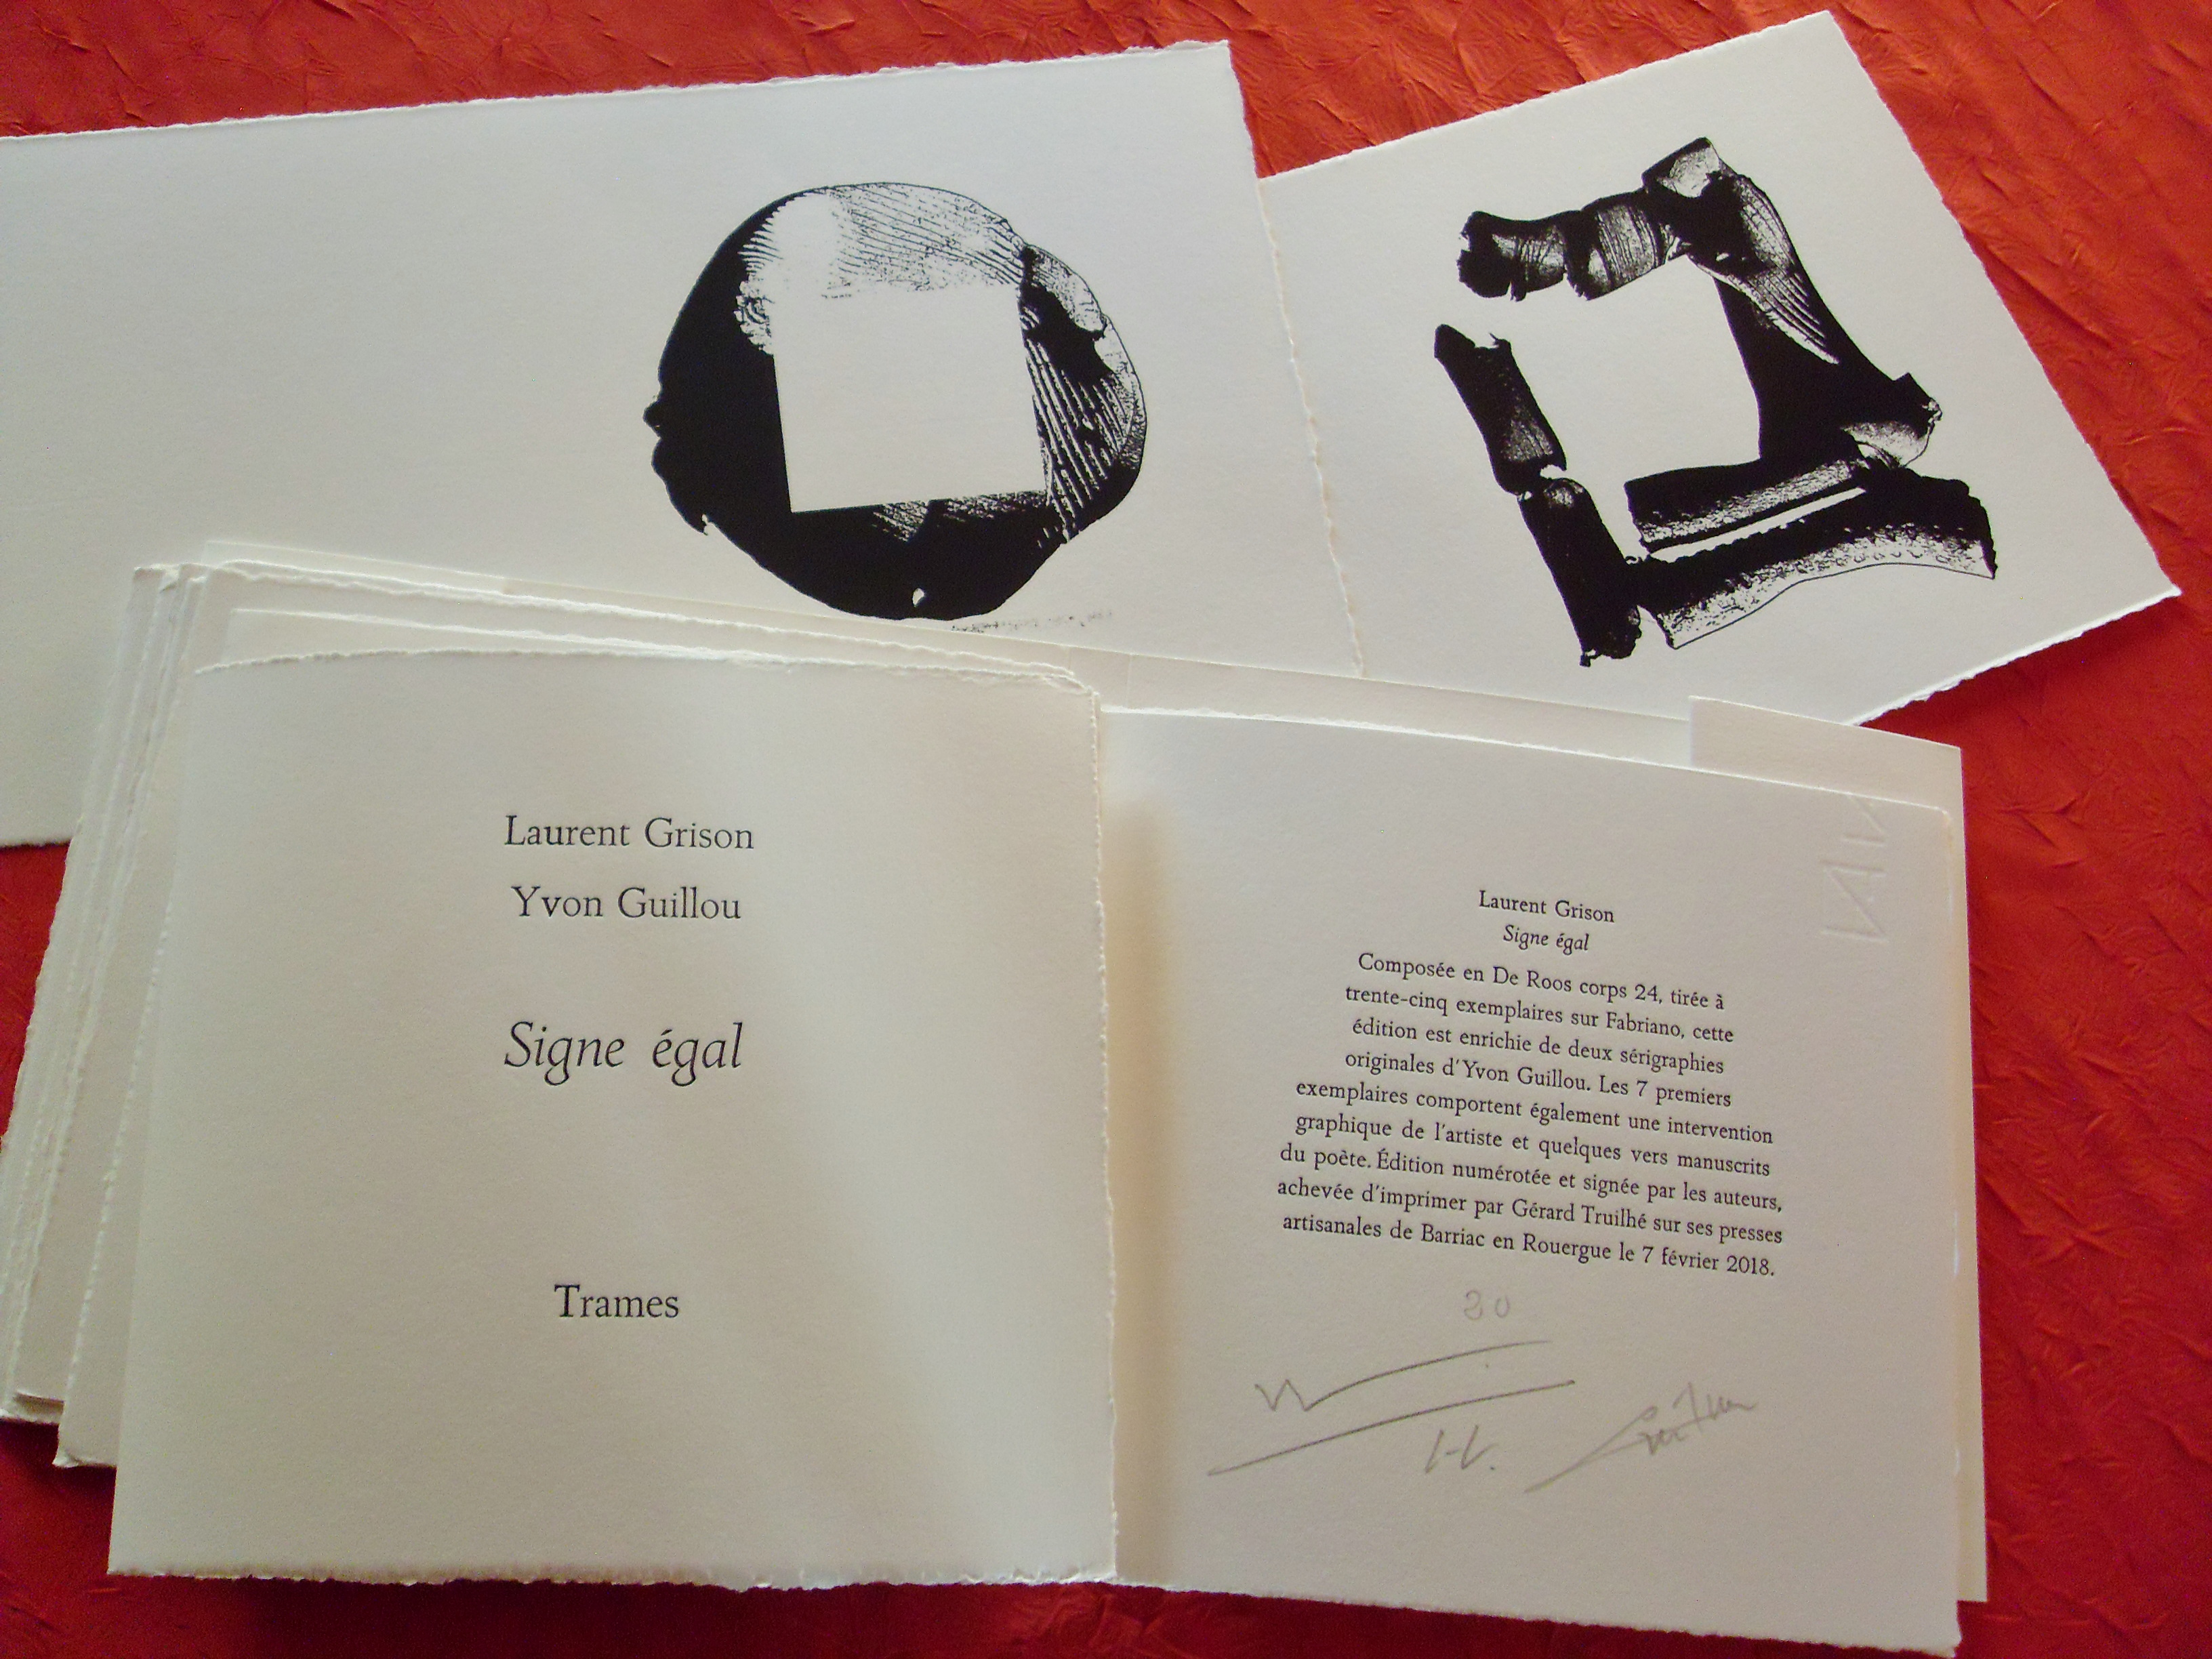 Laurent Grison
Yvon Guillou
Signe égal
Trames
Laurent Grison
Signe égal
Composée en De Roos corps 24, tirée à
trente-cinq exemplaires sur Fabriano, cette
édition est enrichie de deux sérigraphies
originales d'Yvon Guillou. Les 7 premiers
exemplaires comportent également une intervention
graphique de l'artiste et quelques vers manuscrits
du poète. Édition numérotée et signée par les auteurs,
achevée d'imprimer par Gérard Truilhé sur ses presses
artisanales de Barriac en Rouergue le 7 février 2018.